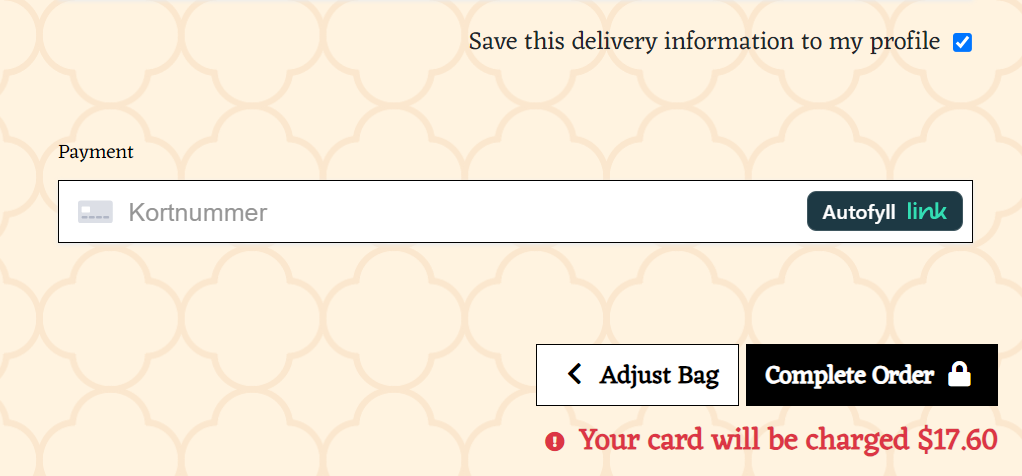 Save this delivery information to my profile
Payment
Kortnummer
Autofyll link
Adjust Bag
Complete Order
Your card will be charged $17.60